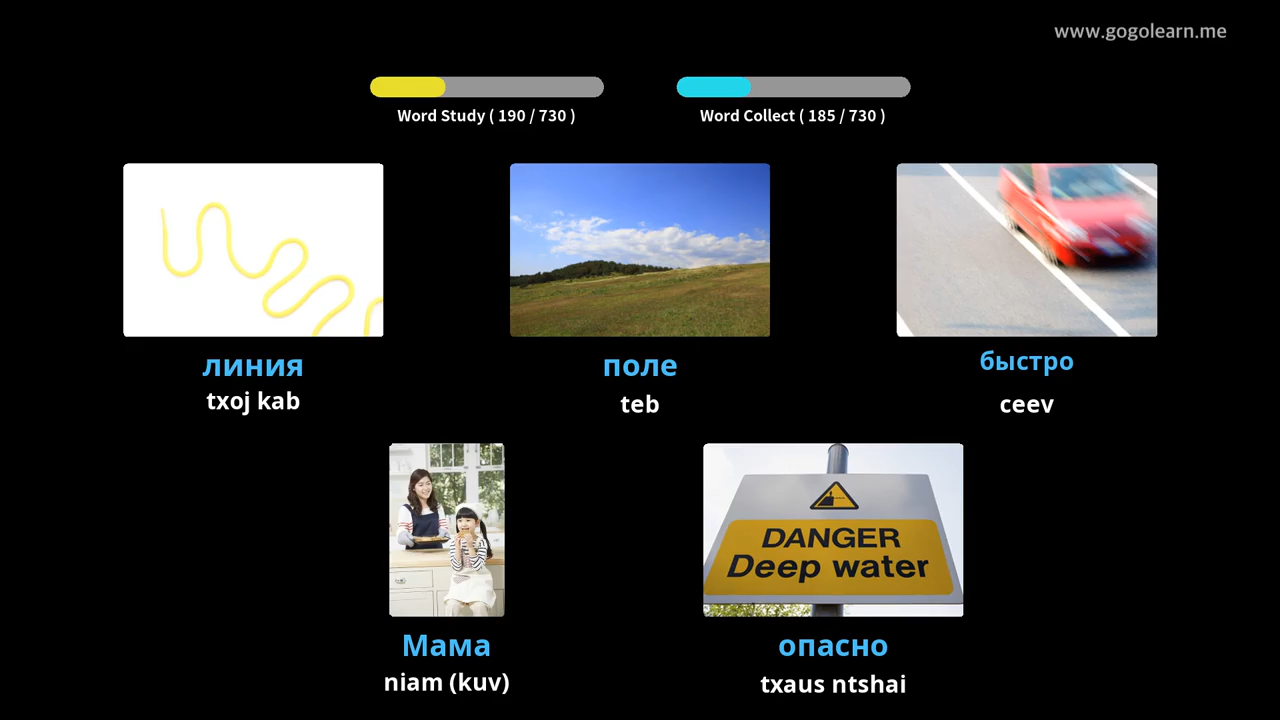 www.gogolearn.me
Word Study ( 190 / 730 )
Word Collect ( 185 / 730 )
линия
txoj kab
поле
teb
быстро
ceev
DANGER
Deep water
Мама
niam (kuv)
опасно
txaus ntshai